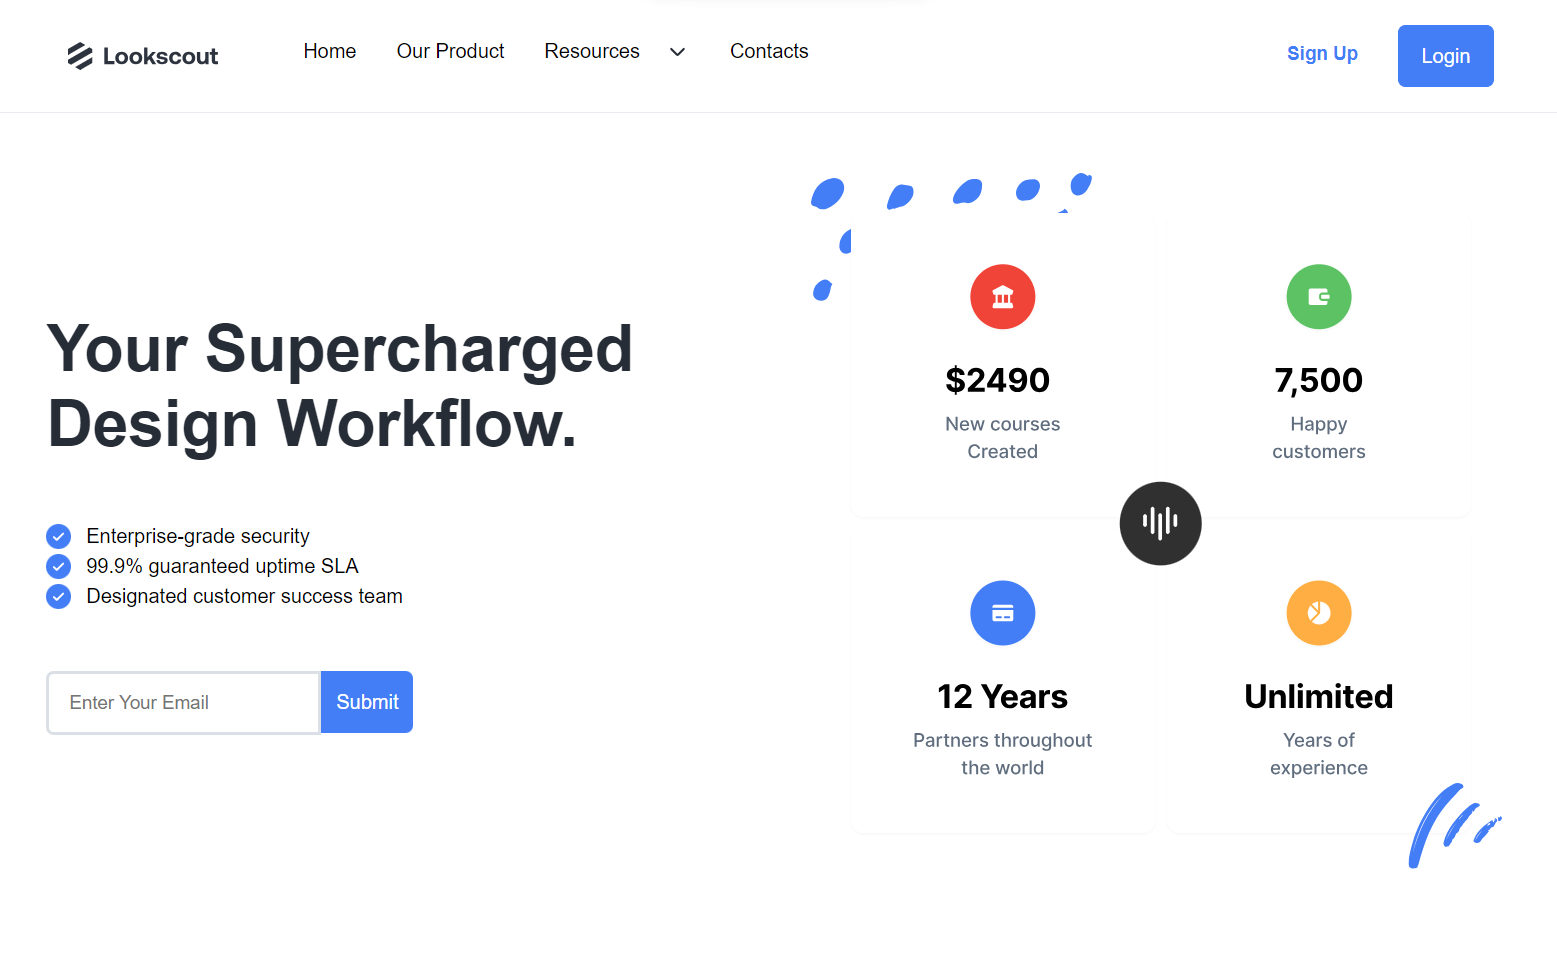 Lookscout
Home
Our Product
Resources
Contacts
Sign Up
Login
Your Supercharged
Design Workflow.
Enterprise-grade security
99.9% guaranteed uptime SLA
Designated customer success team
Enter Your Email
Submit
$2490
New courses
Created
7,500
Happy
customers
12 Years
Partners throughout
the world
Unlimited
Years of
experience